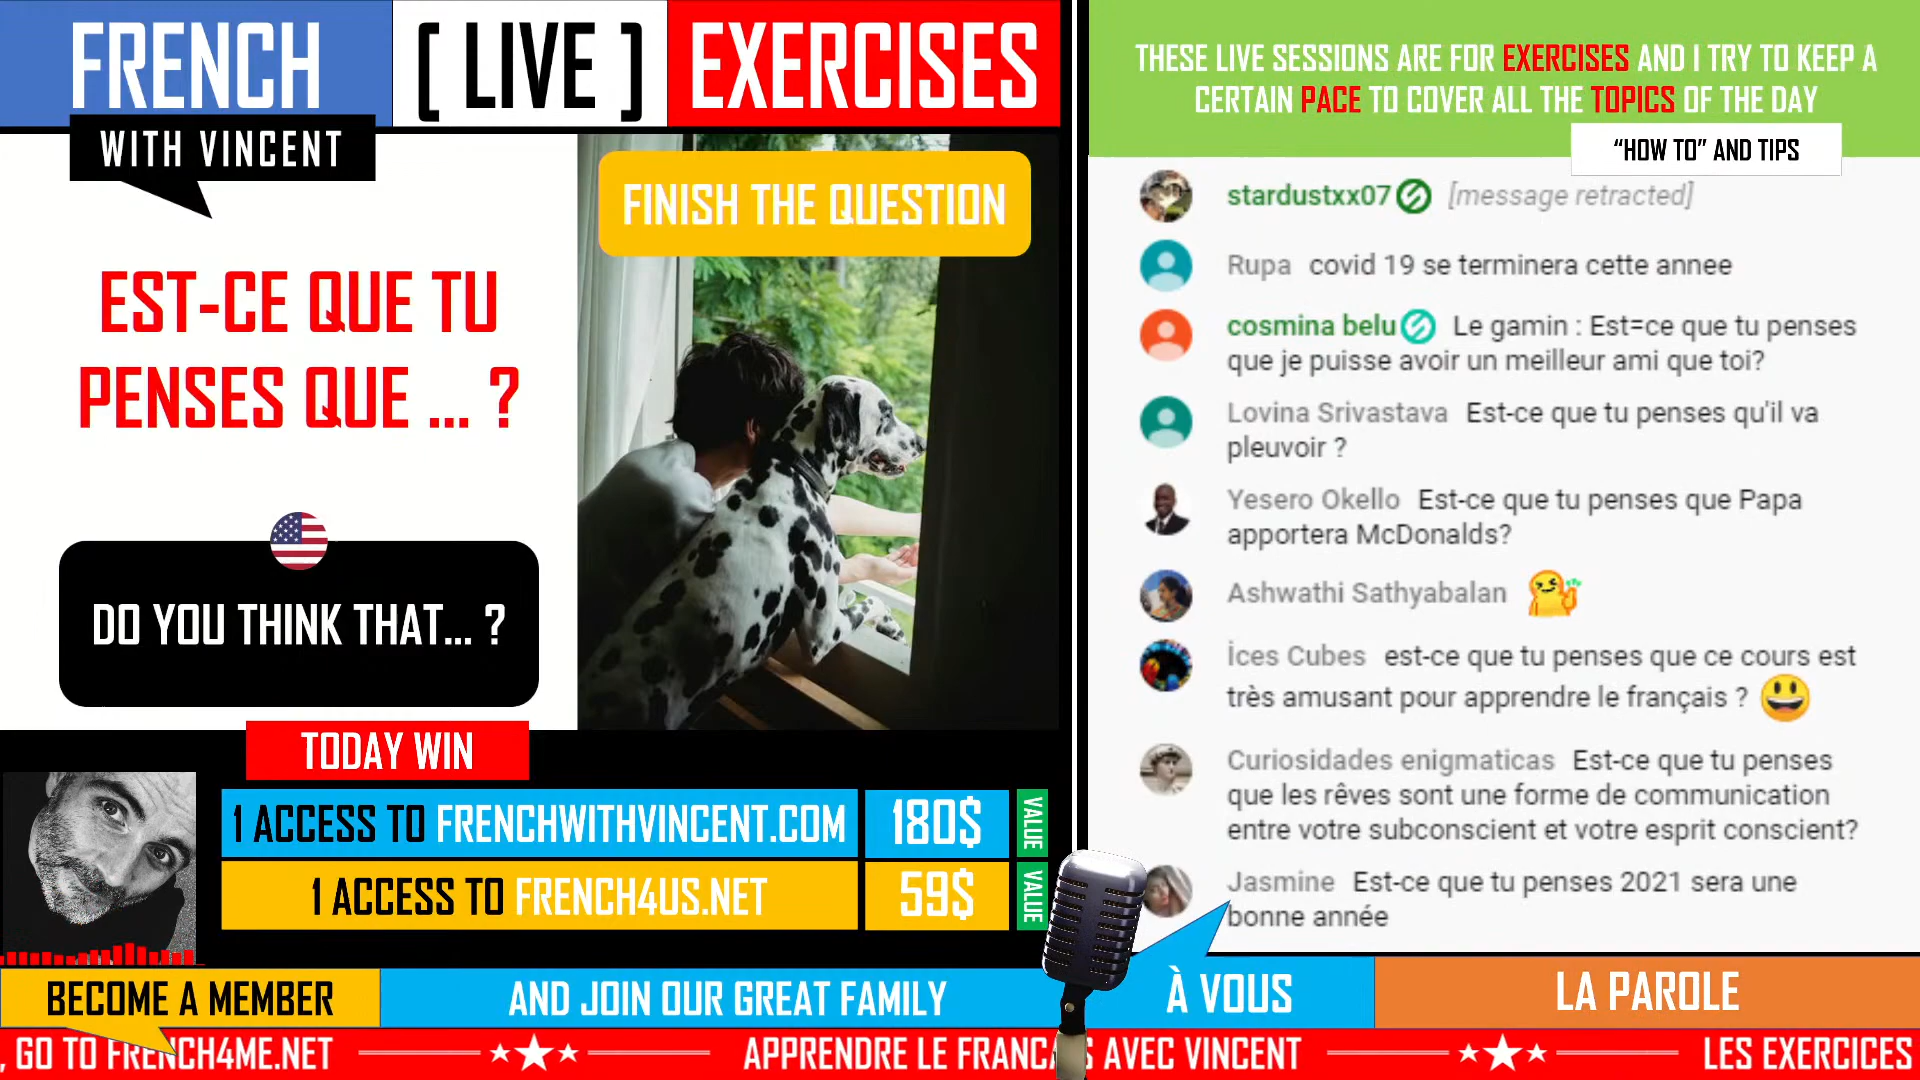 FRENCH
[ LIVE ]
EXERCISES
WITH VINCENT
FINISH THE QUESTION
EST-CE QUE TU
PENSES QUE ... ?
DO YOU THINK THAT... ?
TODAY WIN
1 ACCESS TO FRENCHWITHVINCENT.COM
180$
VALUE
1 ACCESS TO FRENCH4US.NET
59$
VALUE
BECOME A MEMBER
AND JOIN OUR GREAT FAMILY
THESE LIVE SESSIONS ARE FOR EXERCISES AND I TRY TO KEEP A
CERTAIN PACE TO COVER ALL THE TOPICS OF THE DAY
“HOW TO” AND TIPS
stardustxx07 [message retracted]
Rupa covid 19 se terminera cette annee
cosmina belu Le gamin : Est=ce que tu penses
que je puisse avoir un meilleur ami que toi?
Lovina Srivastava Est-ce que tu penses qu'il va
pleuvoir ?
Yesero Okello Est-ce que tu penses que Papa
apportera McDonalds?
Ashwathi Sathyabalan
İces Cubes est-ce que tu penses que ce cours est
très amusant pour apprendre le français ?
Curiosidades enigmaticas Est-ce que tu penses
que les rêves sont une forme de communication
entre votre subconscient et votre esprit conscient?
Jasmine Est-ce que tu penses 2021 sera une
bonne année
À VOUS
LA PAROLE
, GO TO FRENCH4ME.NET
APPRENDRE LE FRANCAIS AVEC VINCENT
LES EXERCICES